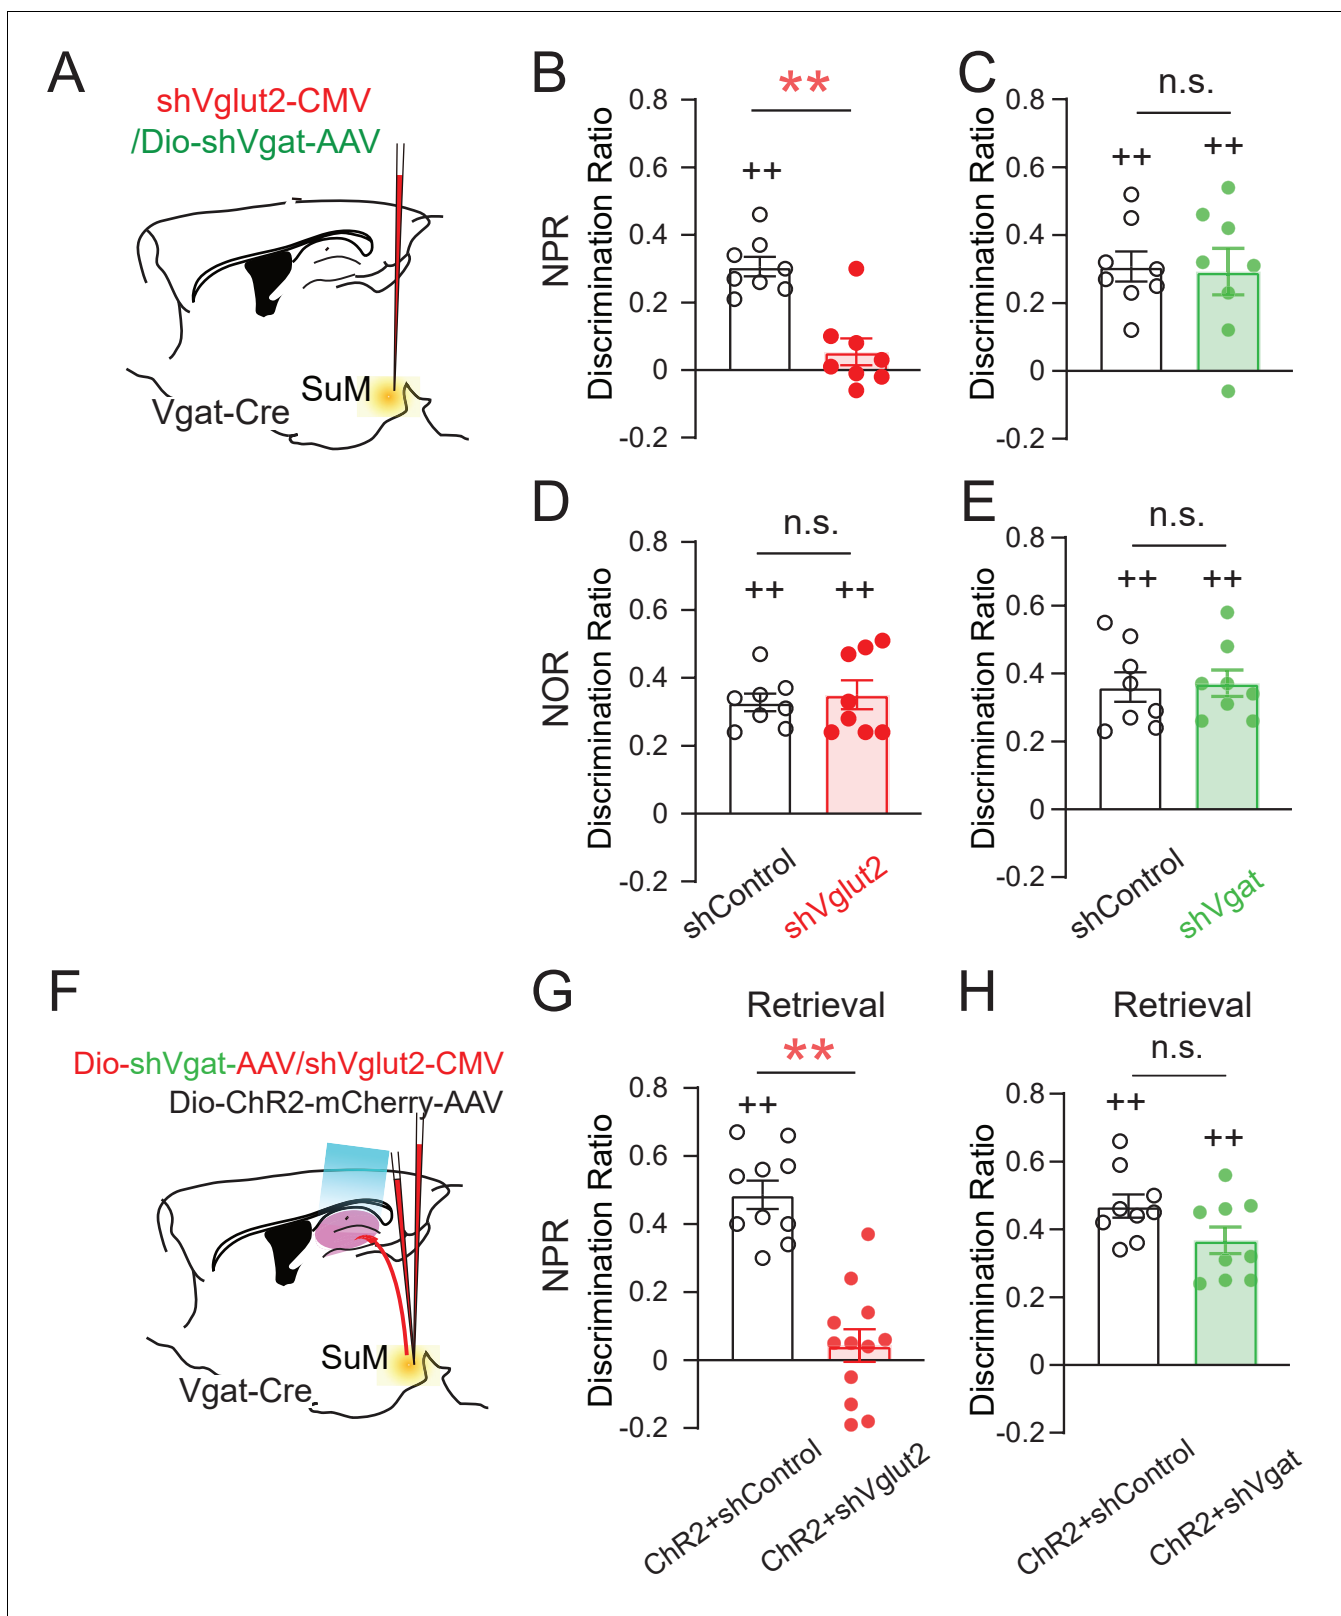 A
shVglut2-CMV
/Dio-shVgat-AAV
SuM
Vgat-Cre
B
**
++
0.8
0.6
0.4
0.2
0
-0.2
Discrimination Ratio
NPR
C
n.s.
++ ++
0.8
0.6
0.4
0.2
0
-0.2
Discrimination Ratio
D
n.s.
++ ++
0.8
0.6
0.4
0.2
0
-0.2
Discrimination Ratio
NOR
shControl
shVglut2
E
n.s.
++ ++
0.8
0.6
0.4
0.2
0
-0.2
Discrimination Ratio
shControl
shVgat
F
Dio-shVgat-AAV/shVglut2-CMV
Dio-ChR2-mCherry-AAV
SuM
Vgat-Cre
G
Retrieval
**
++
0.8
0.6
0.4
0.2
0
-0.2
Discrimination Ratio
NPR
ChR2+shControl
ChR2+shVglut2
H
Retrieval
n.s.
++
++
0.8
0.6
0.4
0.2
0
-0.2
Discrimination Ratio
ChR2+shControl
ChR2+shVgat